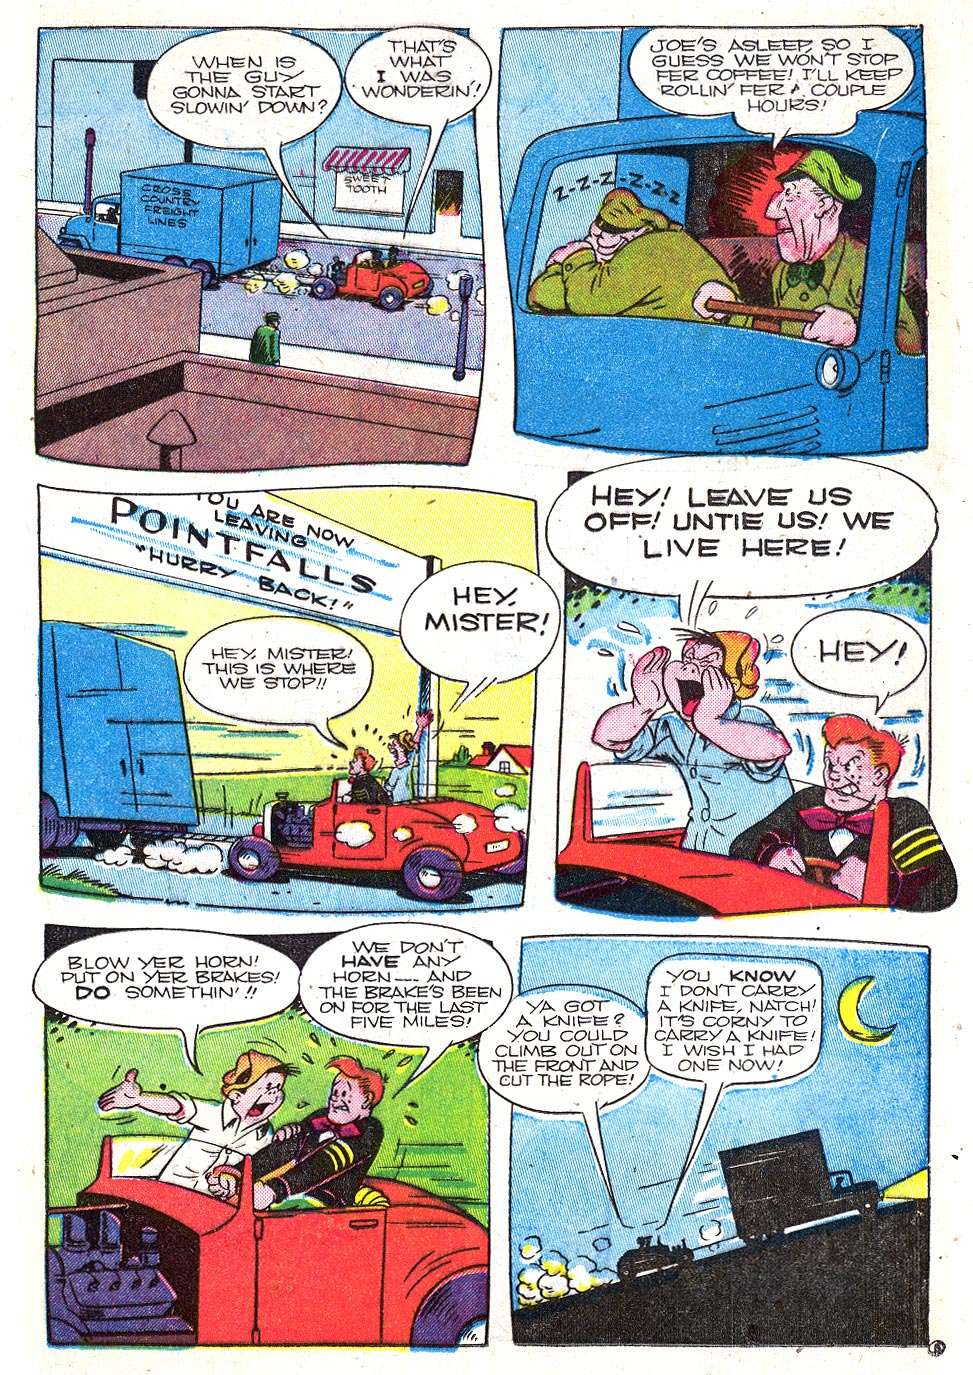 WHEN IS
THE GUY
GONNA START
SLOWIN' DOWN?
THAT'S
WHAT
I WAS
WONDERIN'!
SWEET
TOOTH
CROSS
COUNTRY
FREIGHT
LINES
JOE'S ASLEEP, SO I
GUESS WE WON'T STOP
FER COFFEE! I'LL KEEP
ROLLIN' FER A COUPLE
HOURS!
Z-Z-Z-Z-Z-Z-Z
YOU ARE NOW
LEAVING
POINTFALLS
"HURRY BACK!"
HEY, MISTER!
THIS IS WHERE
WE STOP!!
HEY,
MISTER!
HEY! LEAVE US
OFF! UNTIE US! WE
LIVE HERE!
HEY!
BLOW YER HORN!
PUT ON YER BRAKES!
DO SOMETHIN'!!
WE DON'T
HAVE ANY
HORN --- AND
THE BRAKE'S BEEN
ON FOR THE LAST
FIVE MILES!
YA GOT
A KNIFE?
YOU COULD
CLIMB OUT ON
THE FRONT AND
CUT THE ROPE!
YOU KNOW
I DON'T CARRY
A KNIFE, NATCH!
IT'S CORNY TO
CARRY A KNIFE!
I WISH I HAD
ONE NOW!